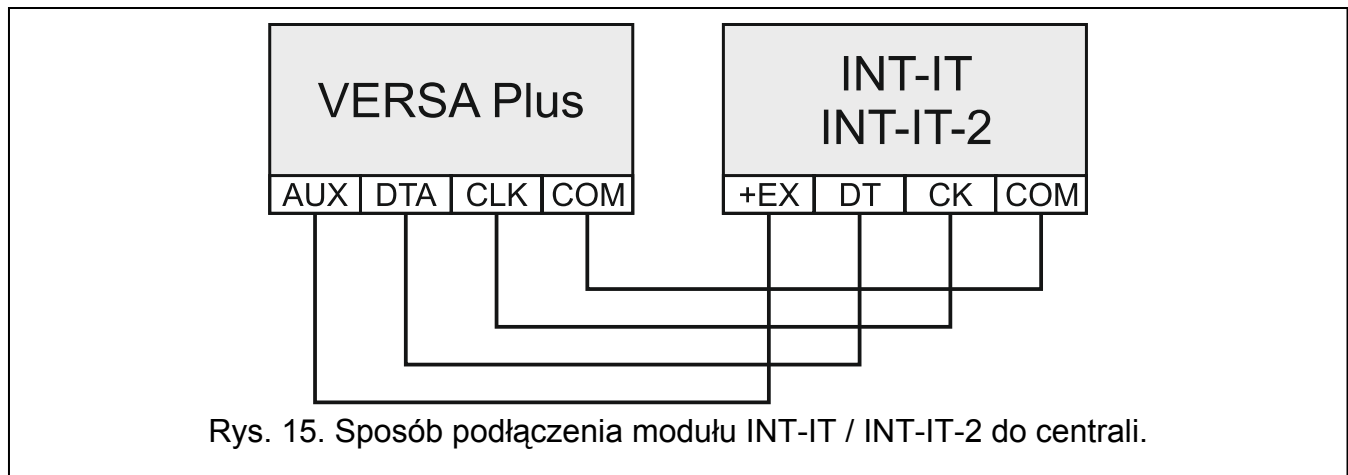 VERSA Plus
INT-IT
INT-IT-2
AUX DTA CLK COM
+EX DT CK COM
Rys. 15. Sposób podłączenia modułu INT-IT / INT-IT-2 do centrali.